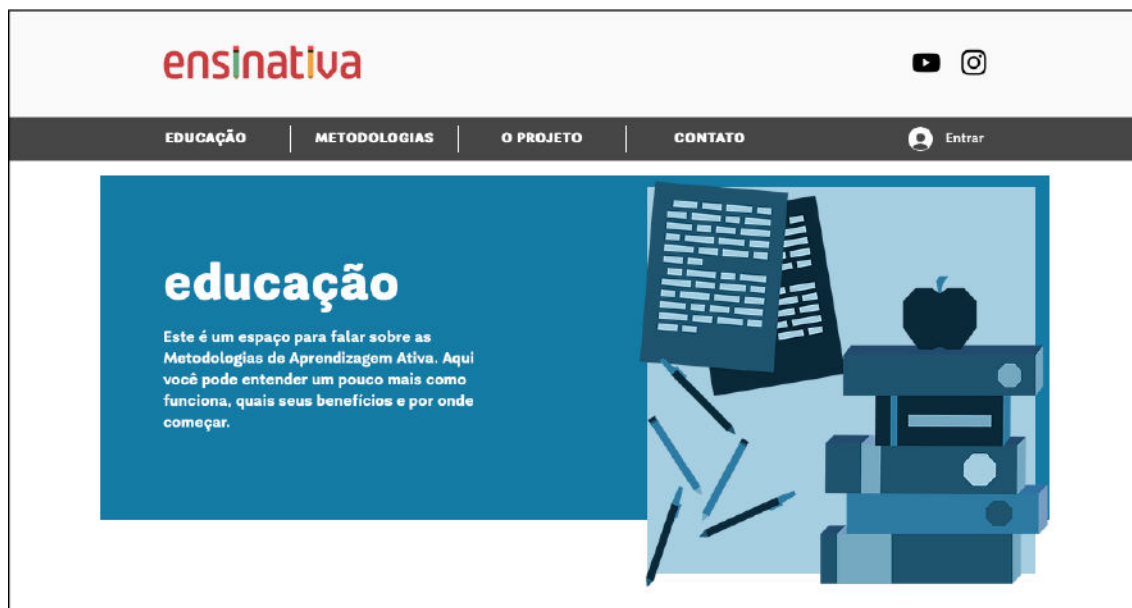 ensinativa
EDUCAÇÃO METODOLOGIAS O PROJETO CONTATO Entrar
educação
Este é um espaço para falar sobre as
Metodologias de Aprendizagem Ativa. Aqui
você pode entender um pouco mais como
funciona, quais seus benefícios e por onde
começar.